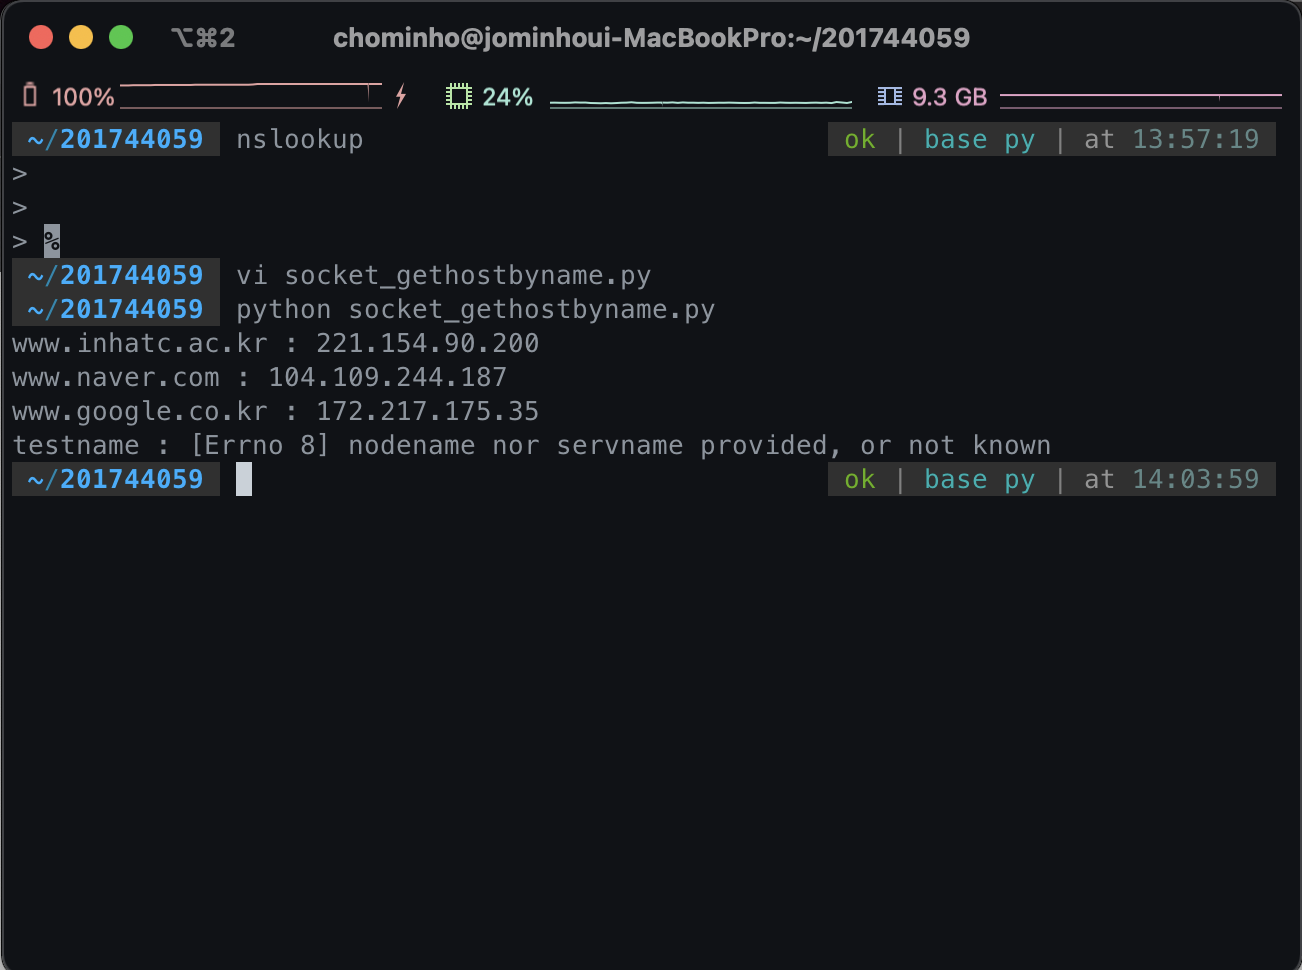 ⌥⌘2 chominho@jominhoui-MacBookPro:~/201744059
100% 24% 9.3 GB
~/201744059 nslookup ok | base py | at 13:57:19
>
>
> %
~/201744059 vi socket_gethostbyname.py
~/201744059 python socket_gethostbyname.py
www.inhatc.ac.kr : 221.154.90.200
www.naver.com : 104.109.244.187
www.google.co.kr : 172.217.175.35
testname : [Errno 8] nodename nor servname provided, or not known
~/201744059 ok | base py | at 14:03:59